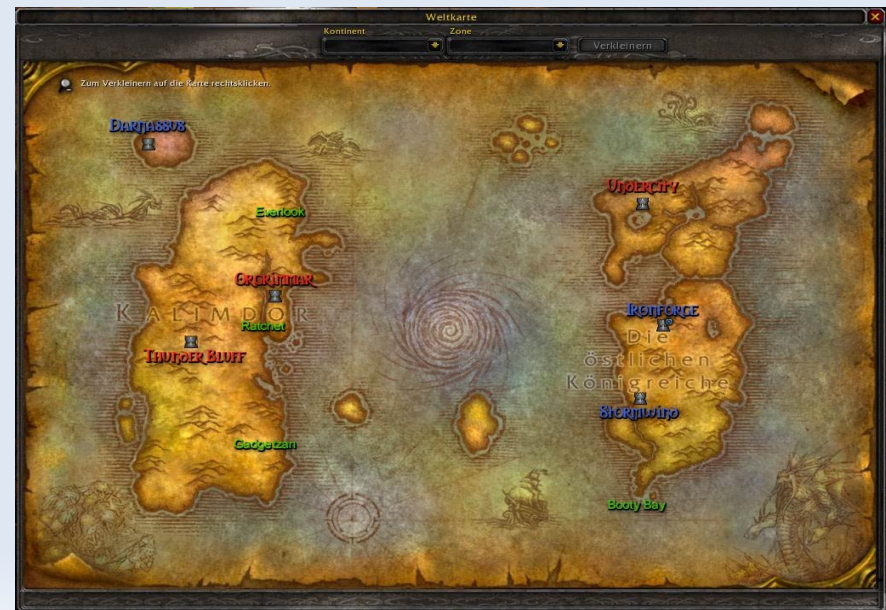 Weltkarte
Kontinent
Zone
Verkleinern
Zum Verkleinern auf die Karte rechtsklicken.
Darnassus
Undercity
Everlook
Orgrimmar
Kalimdor
Ratchet
Ironforce
Die
östlichen
Königreiche
Thunder Bluff
Stormwind
Gadgetzan
Booty Bay